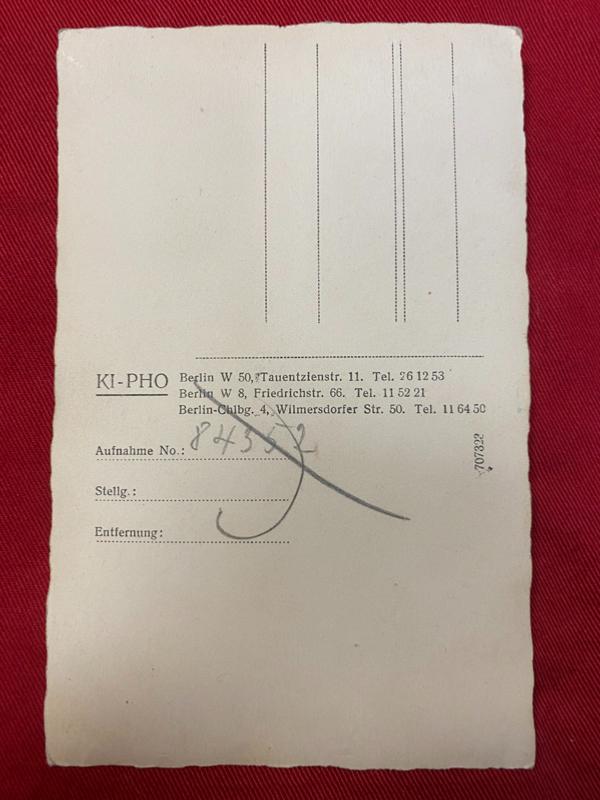 KI-PHO
Berlin W 50, Tauentzienstr. 11. Tel. 26 12 53
Berlin W 8, Friedrichstr. 66. Tel. 11 52 21
Berlin-Chlbg. 4, Wilmersdorfer Str. 50. Tel. 11 64 50
Aufnahme No.: 84352
Stellg.:
Entfernung:
707322